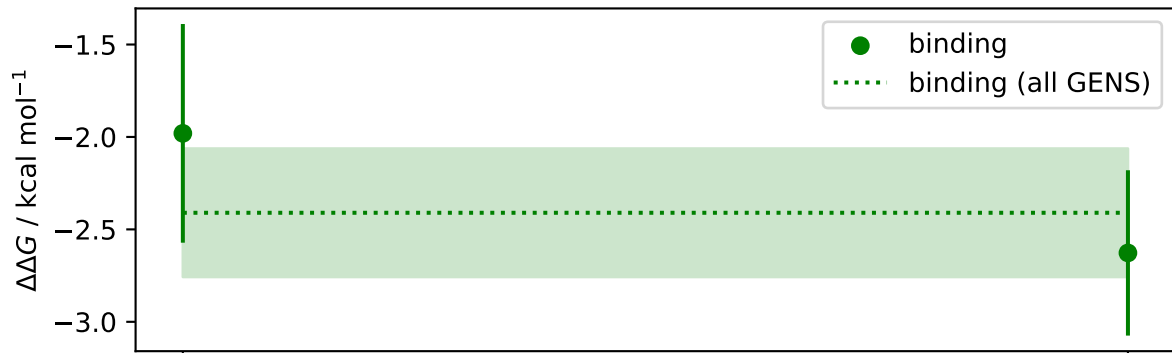 −1.5
−2.0
−2.5
−3.0
ΔΔG / kcal mol⁻¹
binding
binding (all GENS)